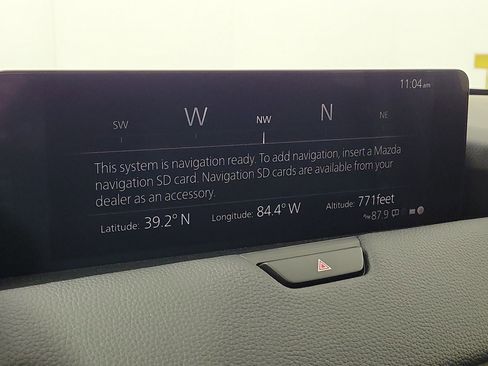 11:04 am
SW W NW N NE
This system is navigation ready. To add navigation, insert a Mazda
navigation SD card. Navigation SD cards are available from your
dealer as an accessory.
Latitude: 39.2° N Longitude: 84.4° W Altitude: 771feet
87.9